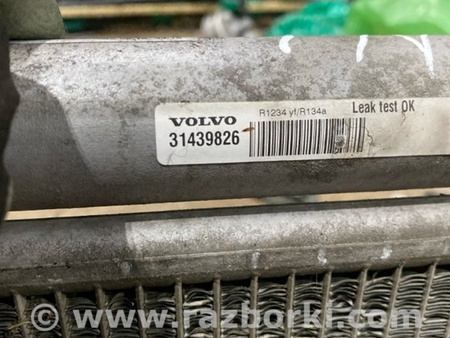 R1234 yf/R134a
Leak test OK
VOLVO
31439826
www.razborki.com